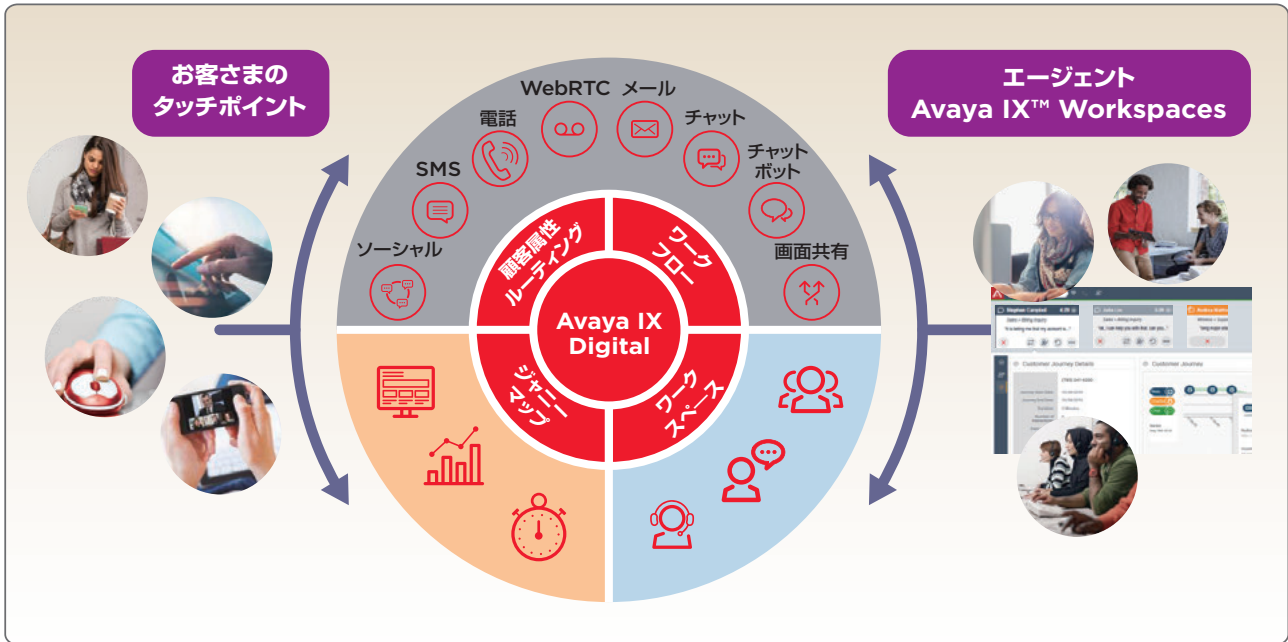 お客さまの
タッチポイント
エージェント
Avaya IX™ Workspaces
WebRTC
メール
電話
チャット
SMS
チャット
ボット
ソーシャル
画面共有
顧客属性
ルーティング
ワーク
フロー
Avaya IX
Digital
ジャニー
マップ
ワーク
スペース
Customer Journey Details
Customer Journey